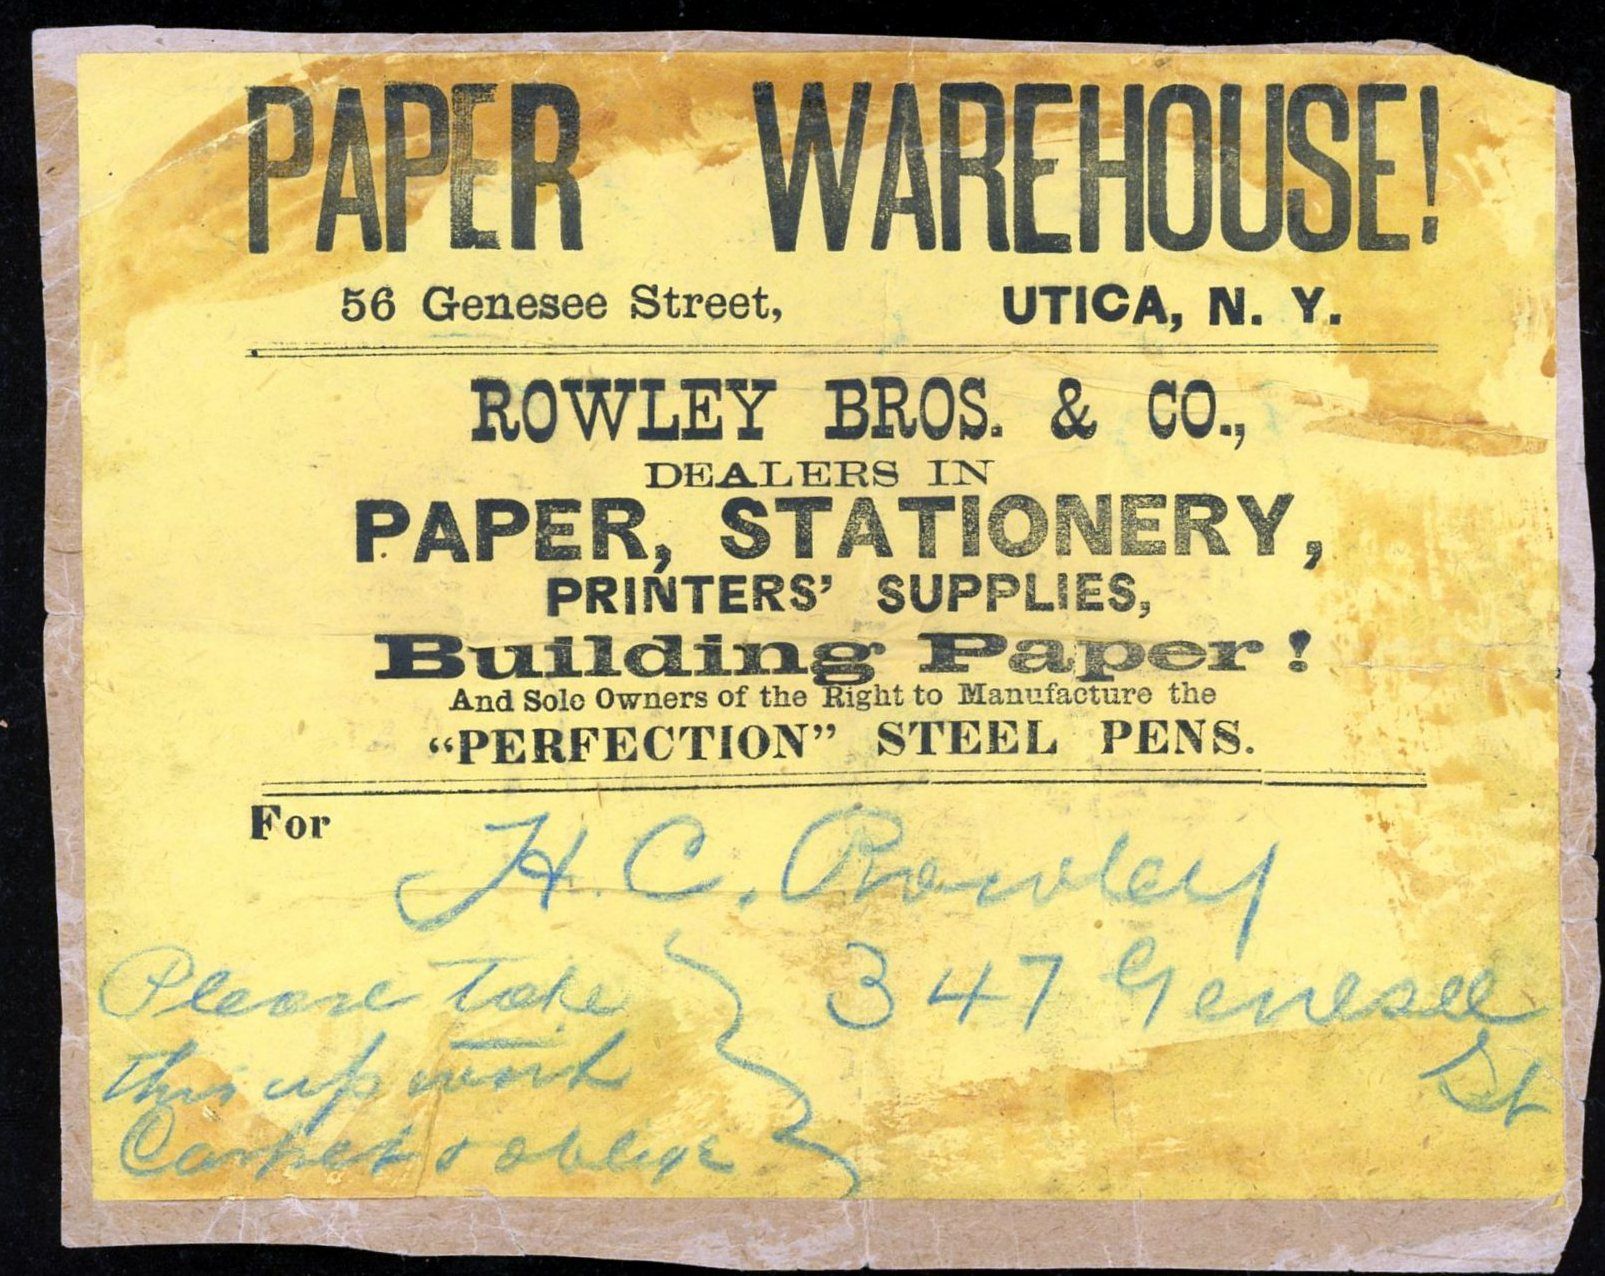 PAPER WAREHOUSE!
56 Genesee Street, UTICA, N. Y.
ROWLEY BROS. & CO.,
DEALERS IN
PAPER, STATIONERY,
PRINTERS' SUPPLIES,
Building Paper!
And Sole Owners of the Right to Manufacture the
"PERFECTION" STEEL PENS.
For
H. C. Rowley
347 Genesee
St
Please take
this up with
Carpet & oblige